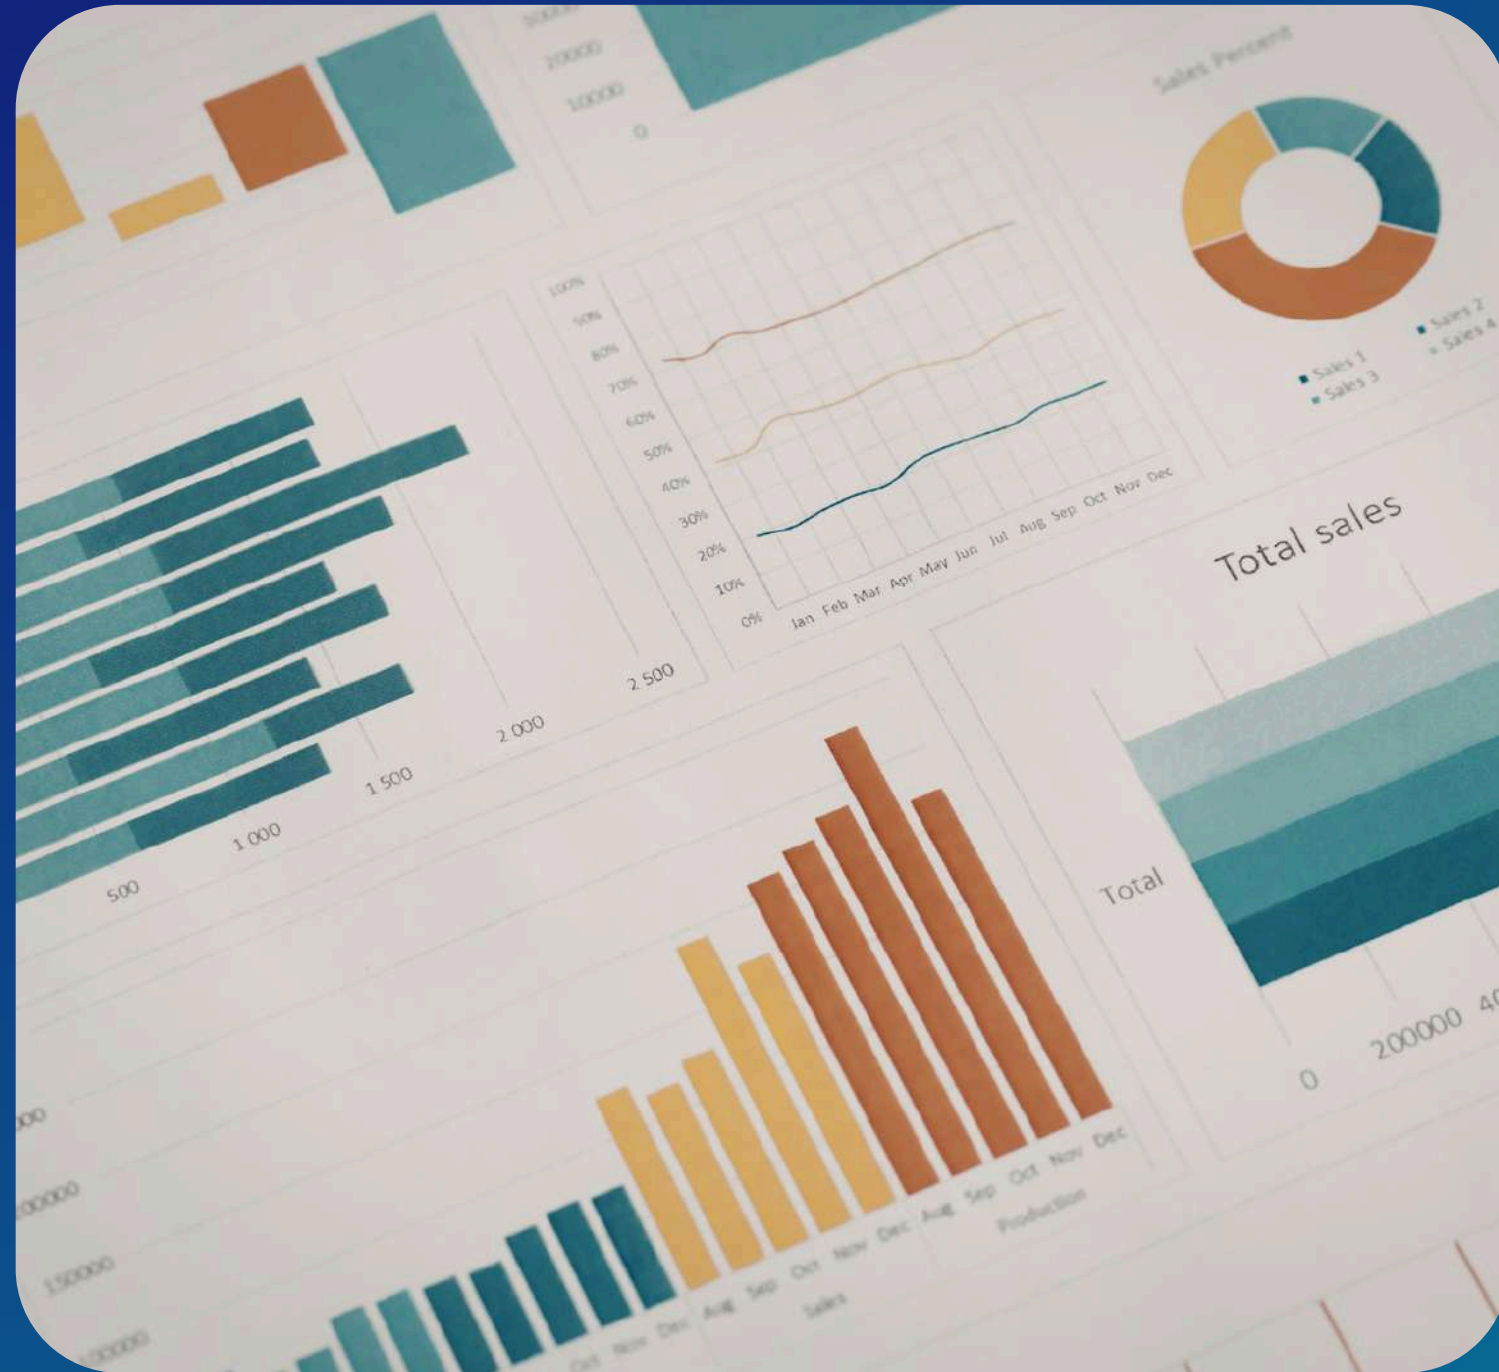 20000
10000
0
Sales Percent
Sales 1
Sales 2
Sales 3
Sales 4
100%
90%
80%
70%
60%
50%
40%
30%
20%
10%
0%
Jan Feb Mar Apr May Jun Jul Aug Sep Oct Nov Dec
500 1 000 1 500 2 000 2 500
Total sales
Total
0 200000
150000
100000
Oct Nov Dec Aug Sep Oct Nov Dec Aug Sep Oct Nov Dec
Sales
Production